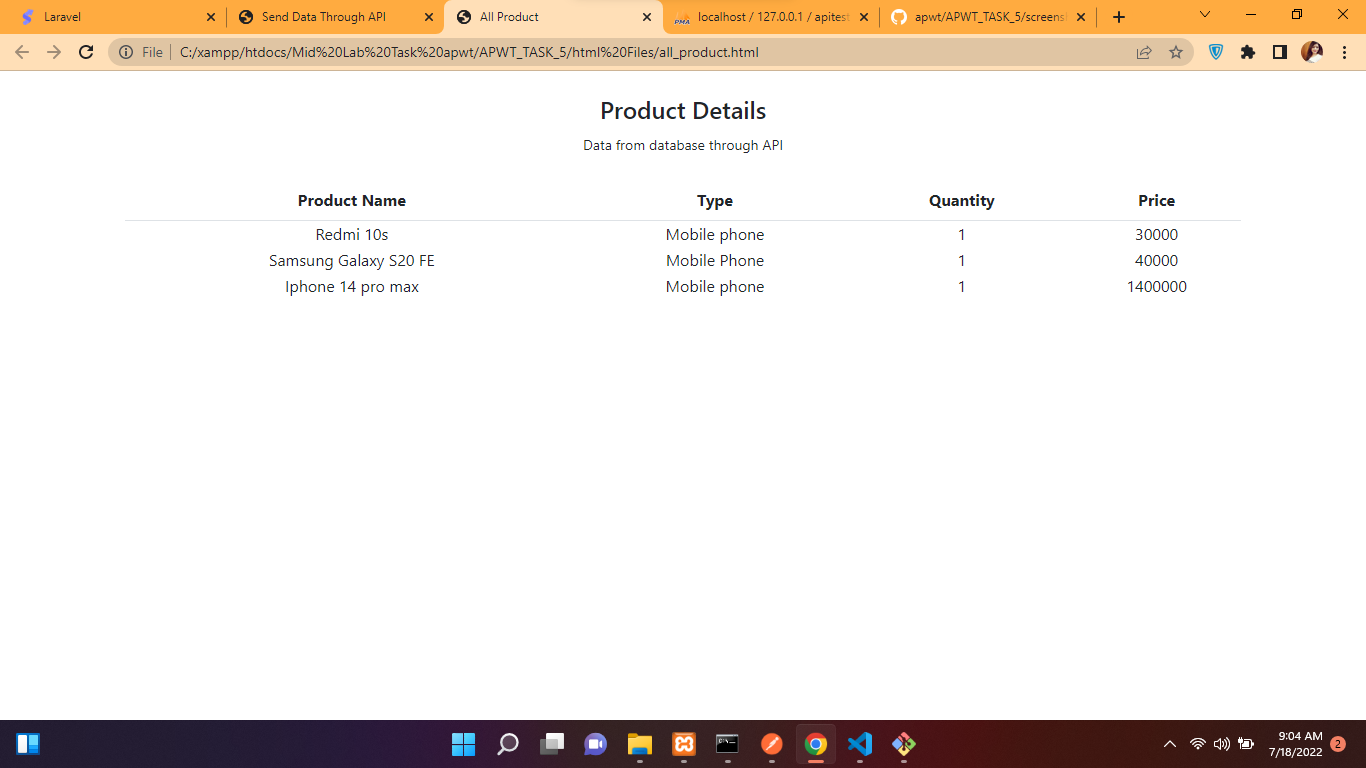 Laravel
Send Data Through API
All Product
localhost / 127.0.0.1 / apitest
apwt/APWT_TASK_5/screens
File
C:/xampp/htdocs/Mid%20Lab%20Task%20apwt/APWT_TASK_5/html%20Files/all_product.html
Product Details
Data from database through API
Product Name Type Quantity Price
Redmi 10s Mobile phone 1 30000
Samsung Galaxy S20 FE Mobile Phone 1 40000
Iphone 14 pro max Mobile phone 1 1400000
9:04 AM
7/18/2022
2